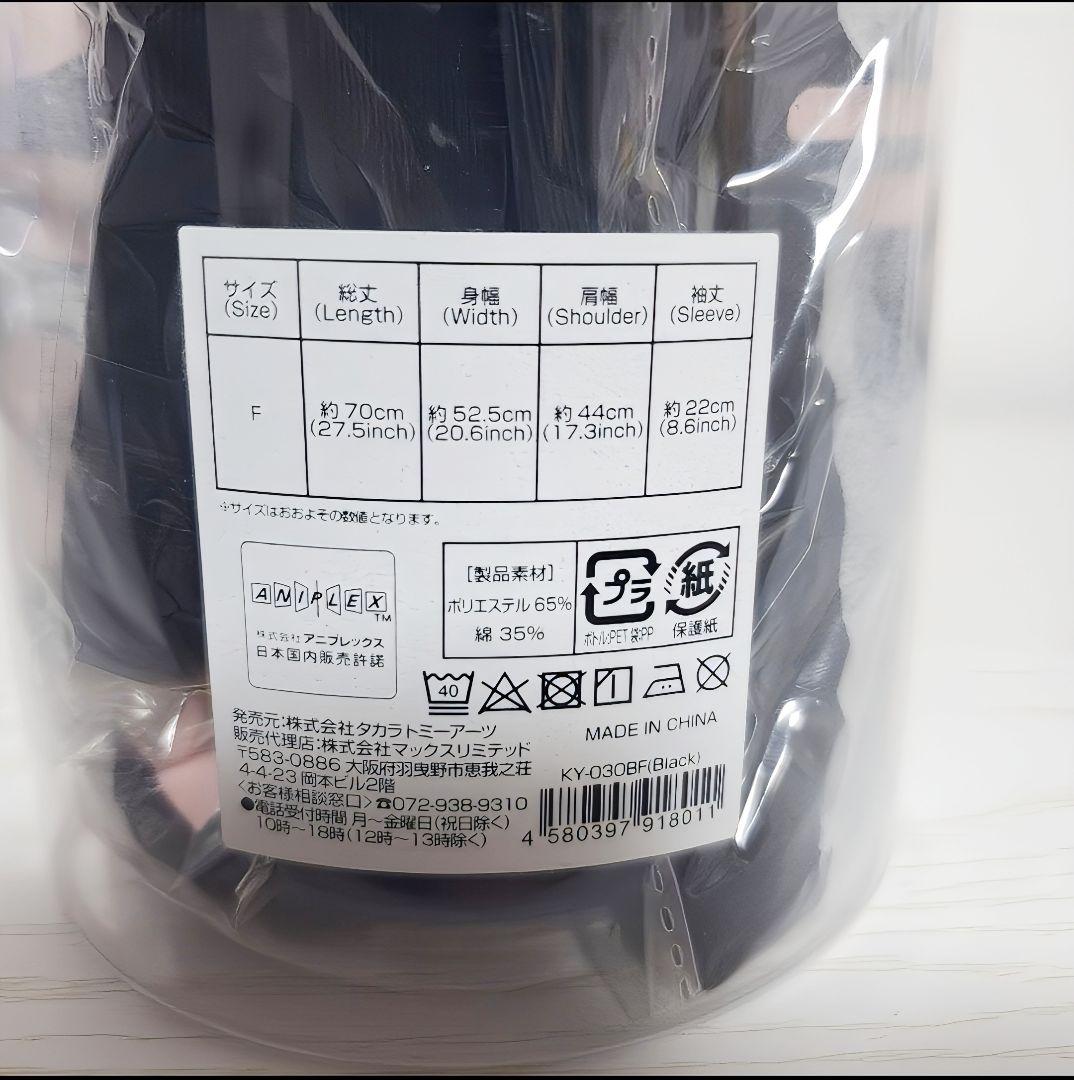 サイズ 総丈 身幅 肩幅 袖丈
(Size) (Length) (Width) (Shoulder) (Sleeve)
F 約70cm 約52.5cm 約44cm 約22cm
(27.5inch) (20.6inch) (17.3inch) (8.6inch)
※サイズはおおよその数値となります。
ANIPLEX TM
株式会社 アニプレックス
日本国内販売許諾
[製品素材]
ポリエステル 65%
綿 35%
プラ
ボトル:PET 袋:PP
紙
保護紙
40
発売元:株式会社タカラトミーアーツ
販売代理店:株式会社マックスリミテッド
〒583-0886 大阪府羽曳野市恵我之荘
4-4-23 岡本ビル2階
<お客様相談窓口>☎072-938-9310
●電話受付時間 月~金曜日(祝日除く)
10時~18時(12時~13時除く)
MADE IN CHINA
KY-030BF(Black)
4 580397 918011